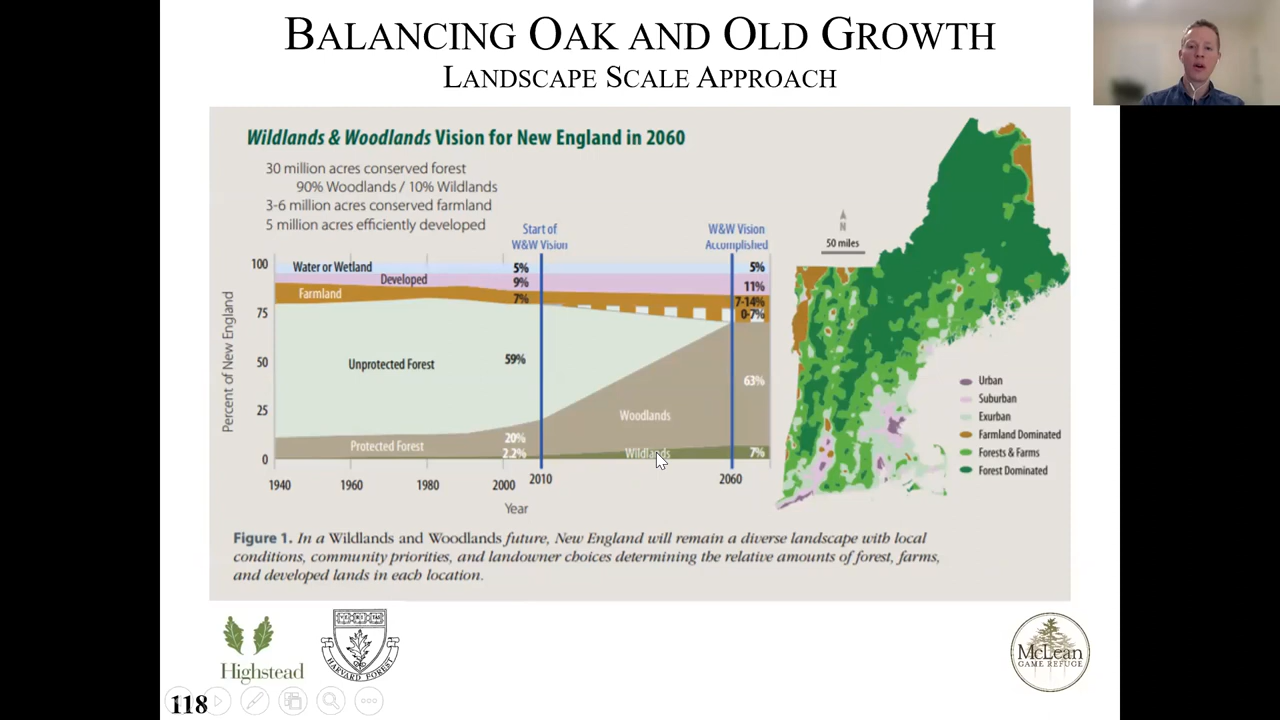 BALANCING OAK AND OLD GROWTH
LANDSCAPE SCALE APPROACH
Wildlands & Woodlands Vision for New England in 2060
30 million acres conserved forest
90% Woodlands / 10% Wildlands
3-6 million acres conserved farmland
5 million acres efficiently developed
Start of
W&W Vision
W&W Vision
Accomplished
Percent of New England
100
75
50
25
0
Water or Wetland
5%
5%
Developed
9%
11%
Farmland
7%
7-14%
0-7%
Unprotected Forest
59%
63%
Woodlands
Protected Forest
20%
2.2%
Wildlands
7%
1940
1960
1980
2000
2010
2060
Year
N
50 miles
Urban
Suburban
Exurban
Farmland Dominated
Forests & Farms
Forest Dominated
Figure 1. In a Wildlands and Woodlands future, New England will remain a diverse landscape with local
conditions, community priorities, and landowner choices determining the relative amounts of forest, farms,
and developed lands in each location.
Highstead
HARVARD FOREST
McLean
GAME REFUGE
118